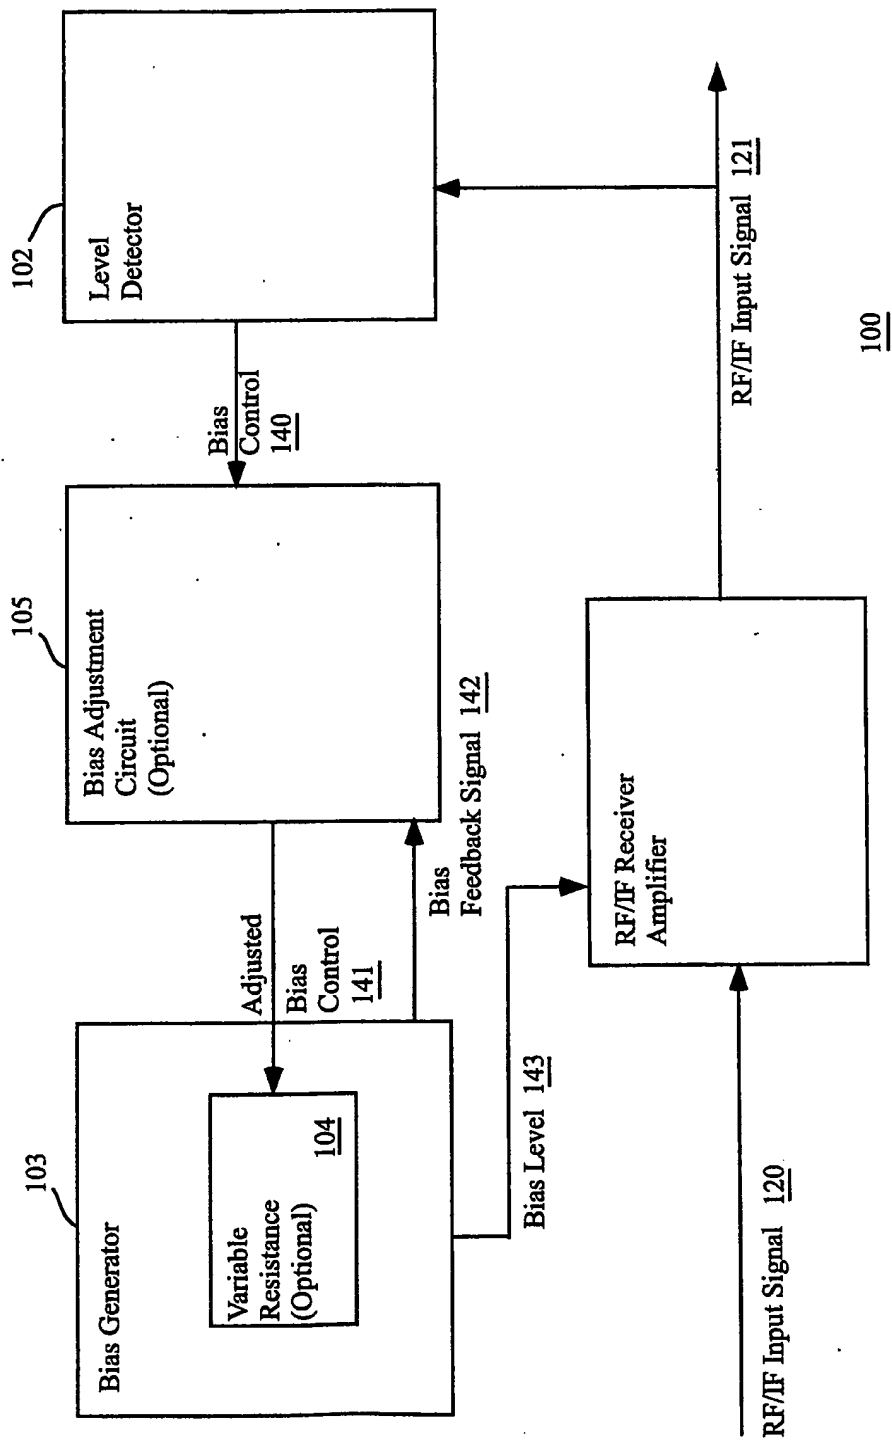 103
Bias Generator
Variable
Resistance
(Optional)
104
Adjusted
Bias
Control
141
Bias
Feedback Signal 142
105
Bias Adjustment
Circuit
(Optional)
Bias
Control
140
102
Level
Detector
Bias Level 143
RF/IF Input Signal 120
RF/IF Receiver
Amplifier
RF/IF Input Signal 121
100